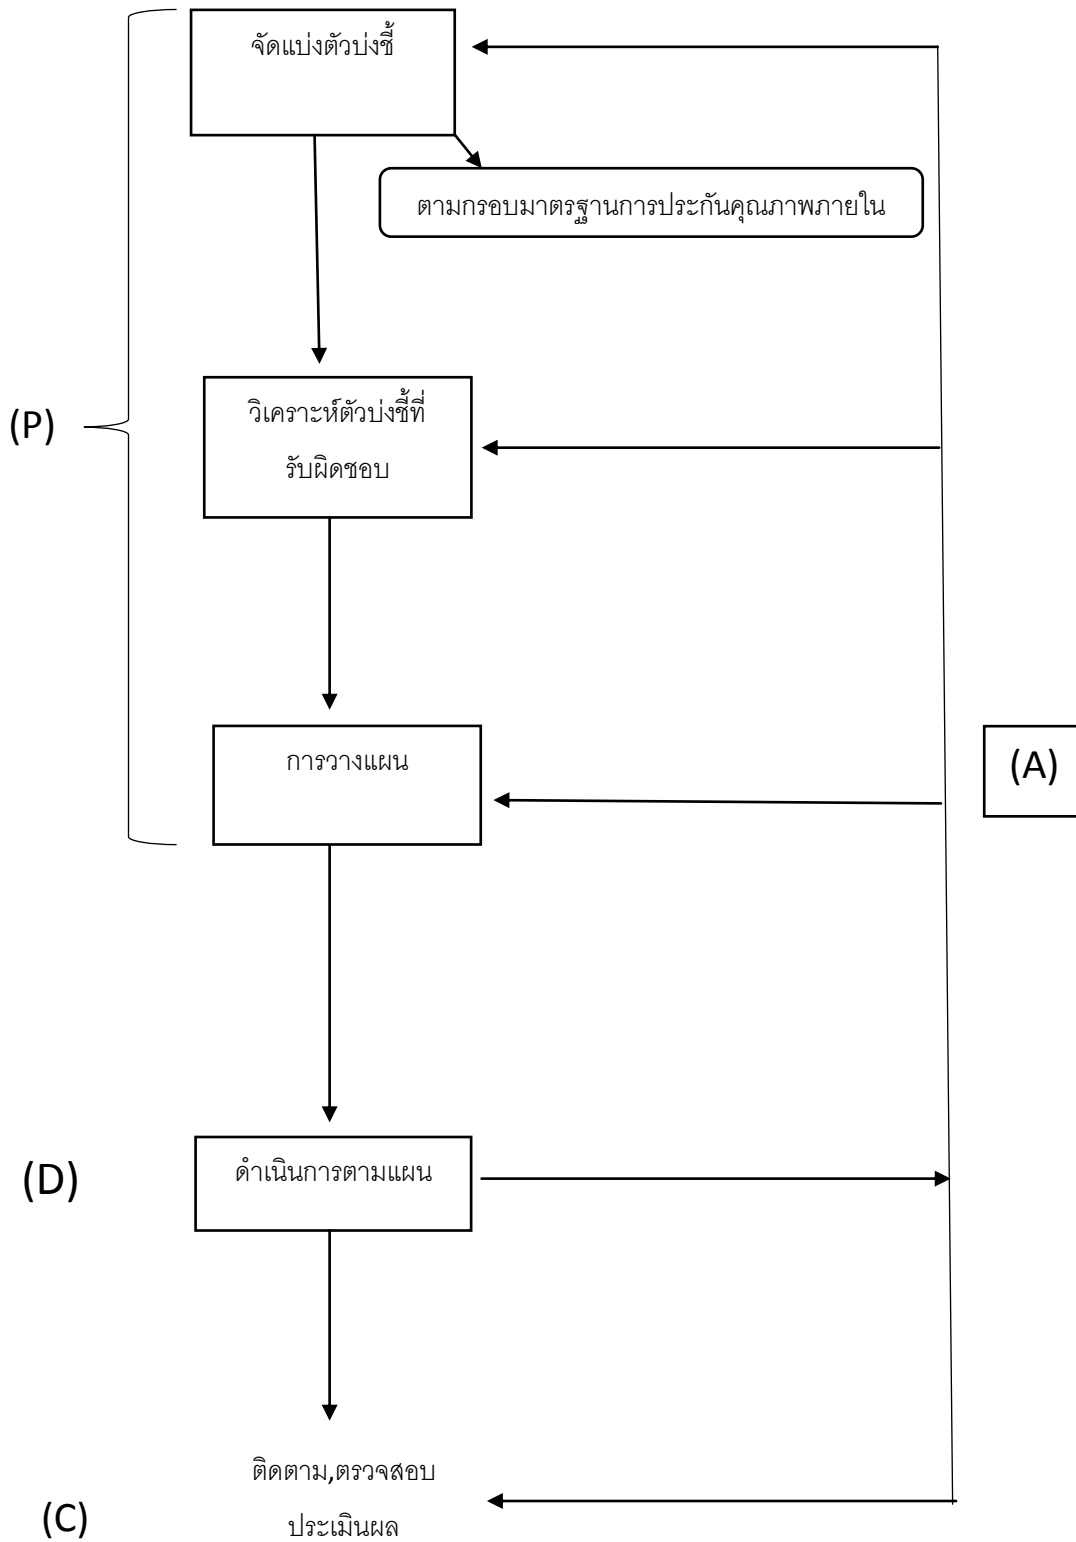 จัดแบ่งตัวบ่งชี้
ตามกรอบมาตรฐานการประกันคุณภาพภายใน
วิเคราะห์ตัวบ่งชี้ที่
(P)
รับผิดชอบ
การวางแผน
(A)
ดำเนินการตามแผน
(D)
ติดตาม,ตรวจสอบ
(C)
ประเมินผล